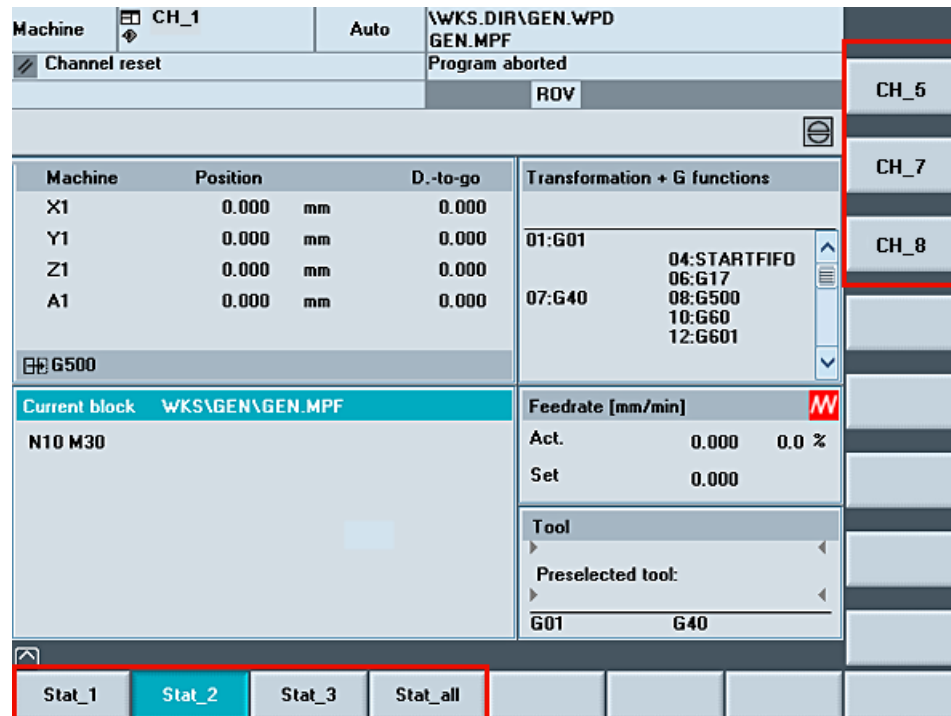 Machine CH_1 Auto \WKS.DIR\GEN.WPD
GEN.MPF
Channel reset Program aborted
ROV
CH_5
CH_7
CH_8
Machine Position D.-to-go
X1 0.000 mm 0.000
Y1 0.000 mm 0.000
Z1 0.000 mm 0.000
A1 0.000 mm 0.000
G500
Transformation + G functions
01:G01
04:STARTFIFO
06:G17
07:G40 08:G500
10:G60
12:G601
Current block WKS\GEN\GEN.MPF
N10 M30
Feedrate [mm/min]
Act. 0.000 0.0 %
Set 0.000
Tool
Preselected tool:
G01 G40
Stat_1 Stat_2 Stat_3 Stat_all